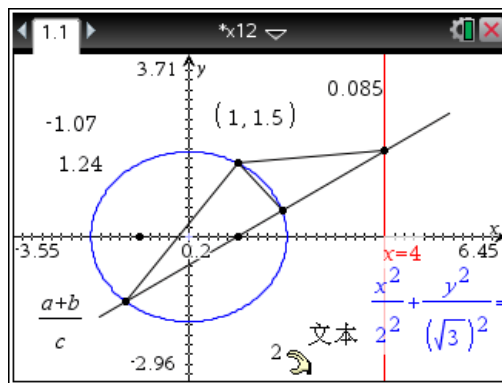 1.1 *x12
3.71 y
0.085
(1,1.5)
-1.07
1.24
x
-3.55 0.2 x=4 6.45
x²/2² + y²/(√3)² =
(a+b)/c
文本
2
-2.96